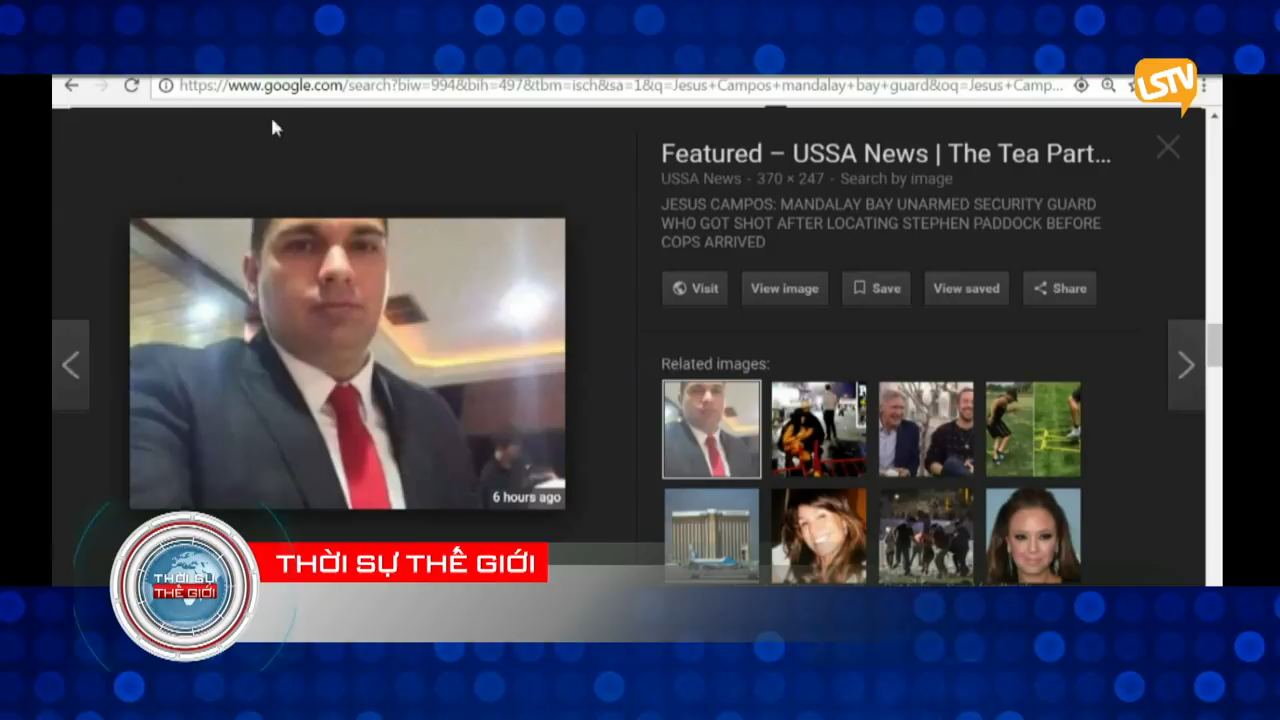 https://www.google.com/search?biw=994&bih=497&tbm=isch&sa=1&q=Jesus+Campos+mandalay+bay+guard&oq=Jesus+Camp...
LSTV
Featured – USSA News | The Tea Part...
USSA News - 370 × 247 - Search by image
JESUS CAMPOS: MANDALAY BAY UNARMED SECURITY GUARD
WHO GOT SHOT AFTER LOCATING STEPHEN PADDOCK BEFORE
COPS ARRIVED
Visit
View image
Save
View saved
Share
Related images:
6 hours ago
THỜI SỰ THẾ GIỚI
THỜI SỰ
THẾ GIỚI